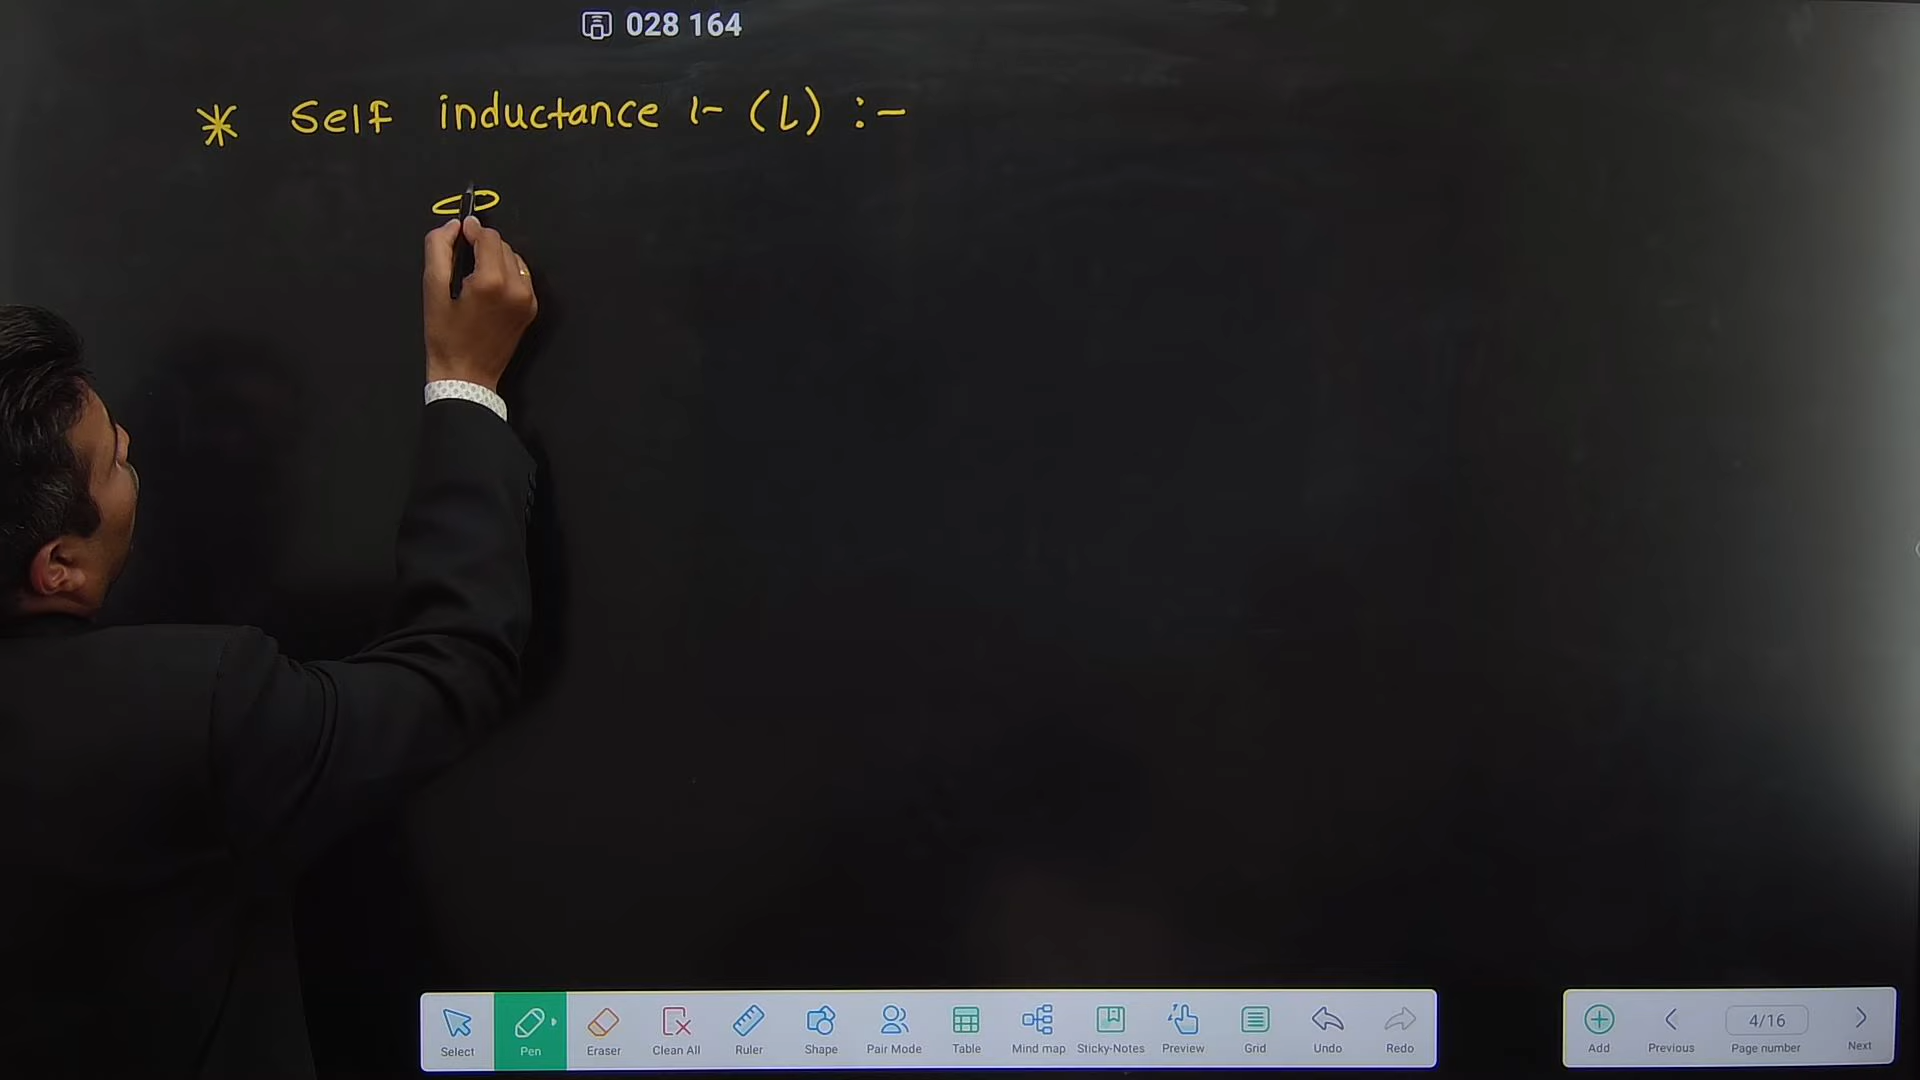 028 164
* Self inductance :- (L) :-
Select Pen Eraser Clean All Ruler Shape Pair Mode Table Mind map Sticky-Notes Preview Grid Undo Redo
Add Previous 4/16 Page number Next